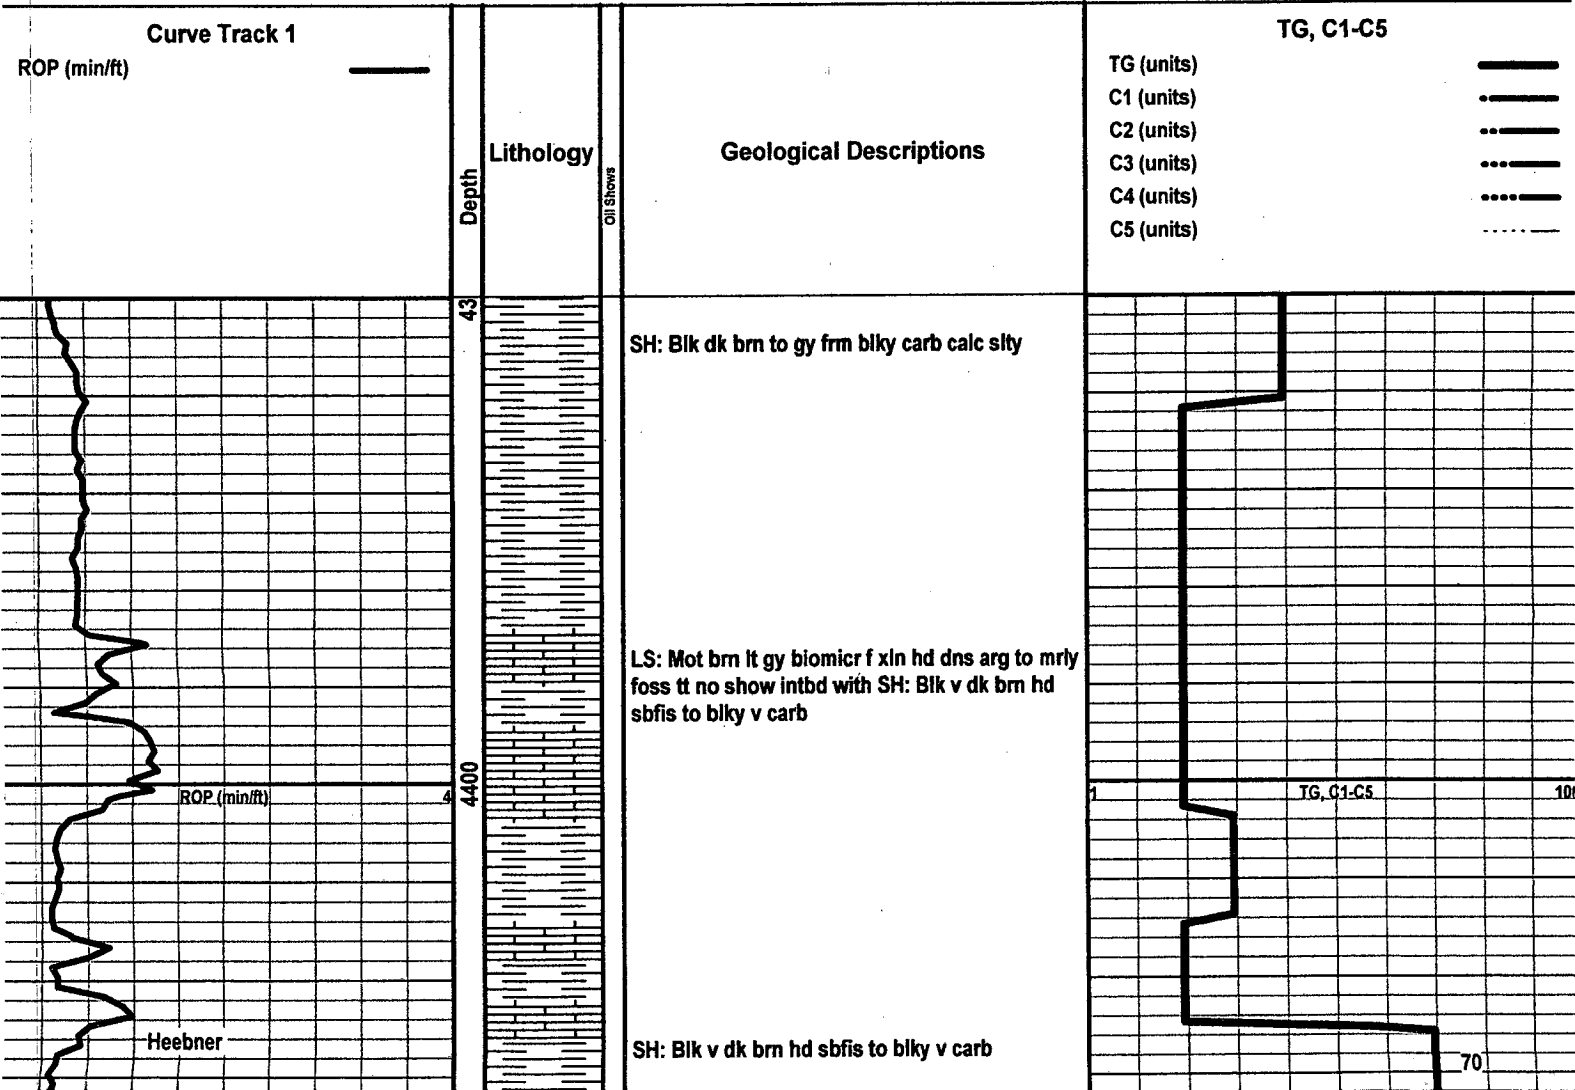 Curve Track 1
ROP (min/ft)
Depth
Lithology
Oil Shows
Geological Descriptions
TG, C1-C5
TG (units)
C1 (units)
C2 (units)
C3 (units)
C4 (units)
C5 (units)
43
SH: Blk dk brn to gy frm blky carb calc slty
LS: Mot brn lt gy biomicr f xln hd dns arg to mrly
foss tt no show intbd with SH: Blk v dk brn hd
sbfis to blky v carb
ROP (min/ft)
4
4400
1
TG, C1-C5
10
Heebner
SH: Blk v dk brn hd sbfis to blky v carb
70